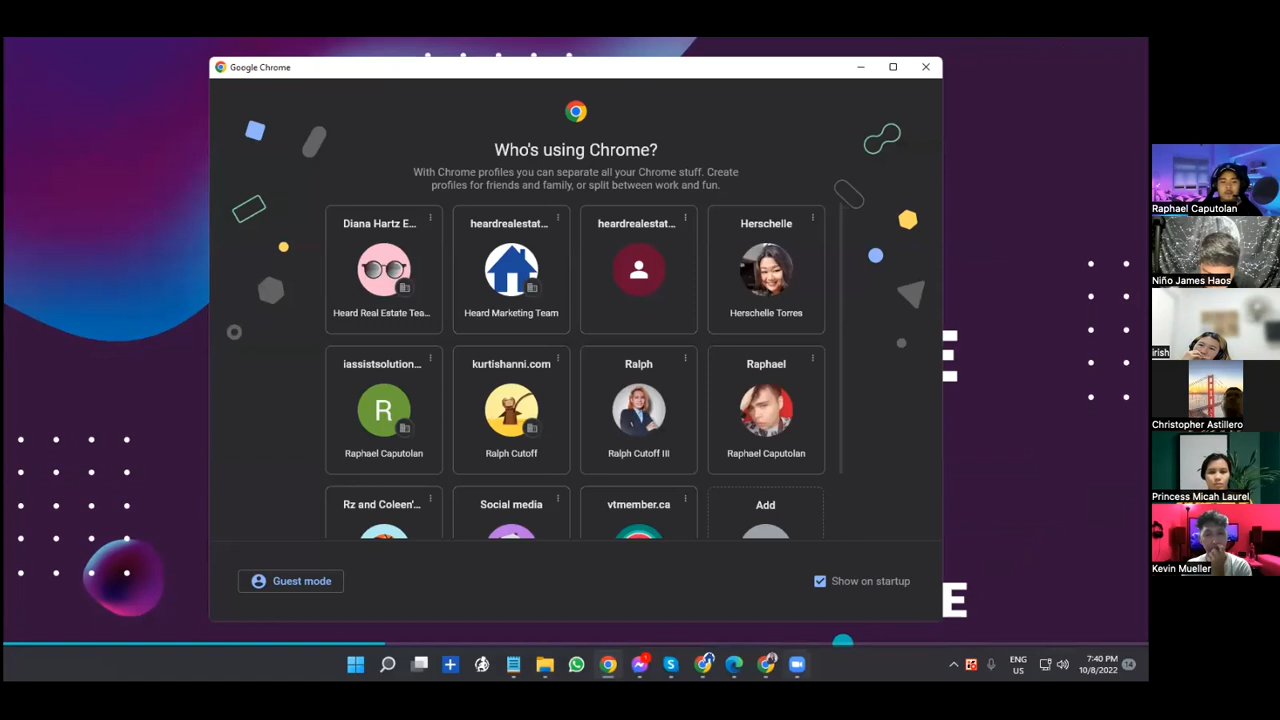 Google Chrome
Who's using Chrome?
With Chrome profiles you can separate all your Chrome stuff. Create
profiles for friends and family, or split between work and fun.
Diana Hartz E...
Heard Real Estate Tea...
heardrealestat...
Heard Marketing Team
heardrealestat...
Herschelle
Herschelle Torres
iassistsolution...
R
Raphael Caputolan
kurtishanni.com
Ralph Cutoff
Ralph
Ralph Cutoff III
Raphael
Raphael Caputolan
Rz and Coleen'...
Social media
vtmember.ca
Add
Guest mode
Show on startup
E
E
ENG
US
7:40 PM
10/8/2022
14
Raphael Caputolan
Niño James Haos
irish
Christopher Astillero
Princess Micah Laurel
Kevin Mueller